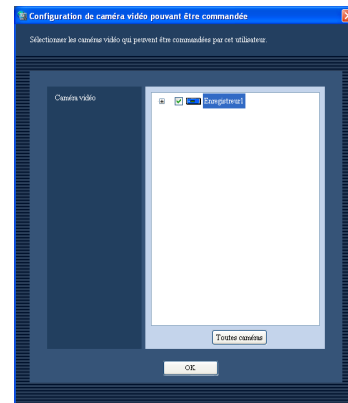 Configuration de caméra vidéo pouvant être commandée
Sélectionner les caméras vidéo qui peuvent être commandées par cet utilisateur.
Caméra vidéo
Enregistreur1
Toutes caméras
OK